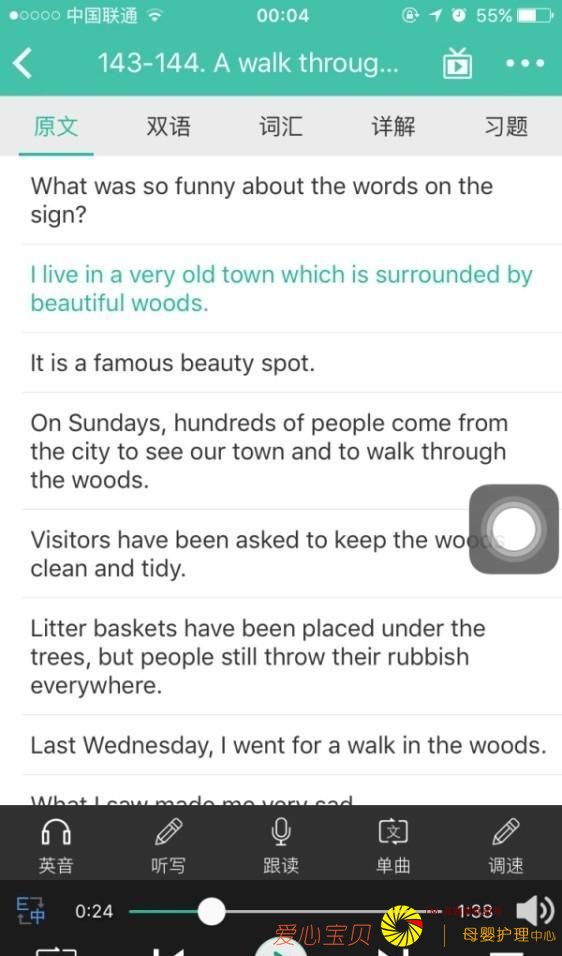 中国联通 00:04 55%
143-144. A walk throug...
原文 双语 词汇 详解 习题
What was so funny about the words on the
sign?
I live in a very old town which is surrounded by
beautiful woods.
It is a famous beauty spot.
On Sundays, hundreds of people come from
the city to see our town and to walk through
the woods.
Visitors have been asked to keep the woods
clean and tidy.
Litter baskets have been placed under the
trees, but people still throw their rubbish
everywhere.
Last Wednesday, I went for a walk in the woods.
What I saw made me very sad.
英音 听写 跟读 单曲 调速
E中 0:24 1:38
爱心宝贝 母婴护理中心